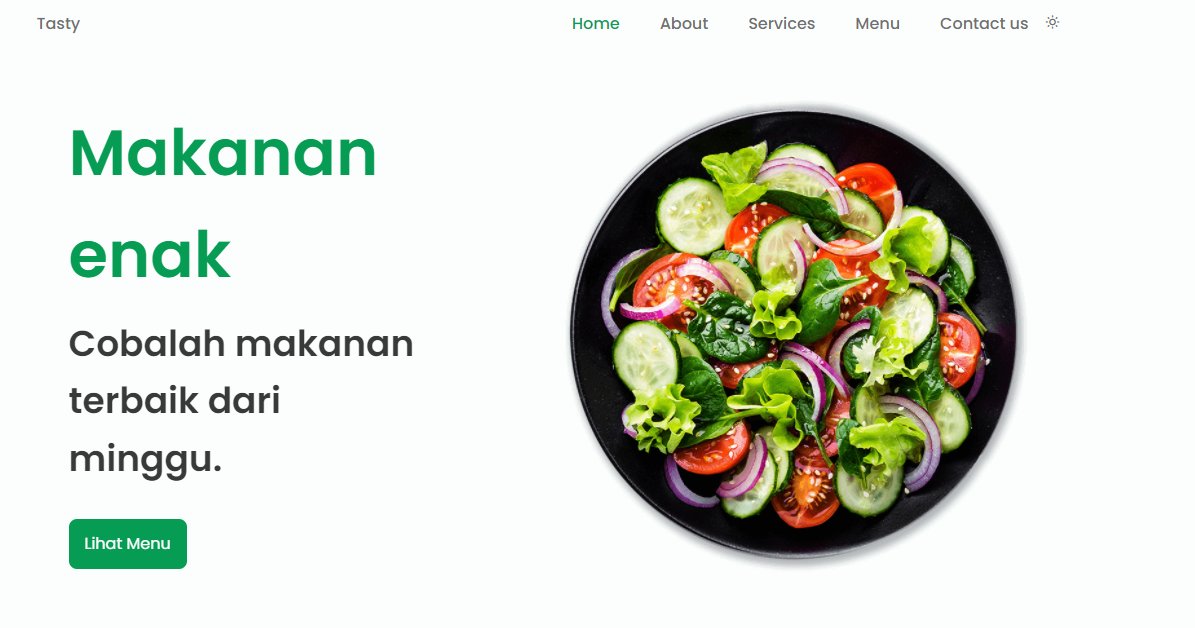 Tasty
Home About Services Menu Contact us
Makanan
enak
Cobalah makanan
terbaik dari
minggu.
Lihat Menu